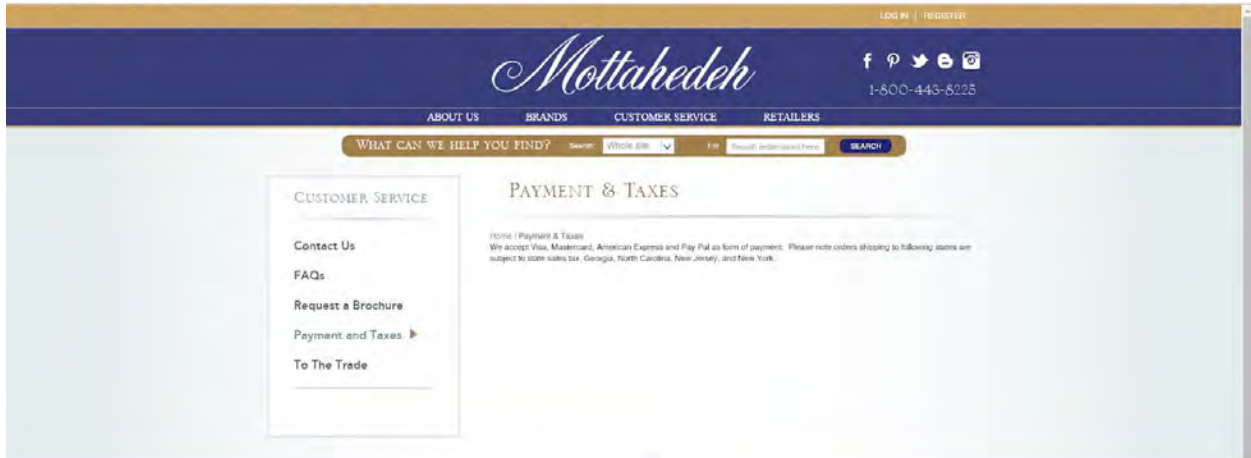 LOG IN | REGISTER
Mottahedeh
1-800-443-8225
ABOUT US BRANDS CUSTOMER SERVICE RETAILERS
WHAT CAN WE HELP YOU FIND? Search: Whole site For SEARCH
CUSTOMER SERVICE
Contact Us
FAQs
Request a Brochure
Payment and Taxes
To The Trade
PAYMENT & TAXES
Home / Payment & Taxes
We accept Visa, Mastercard, American Express and Pay Pal as form of payment. Please note orders shipping to following states are
subject to state sales tax: Georgia, North Carolina, New Jersey, and New York.